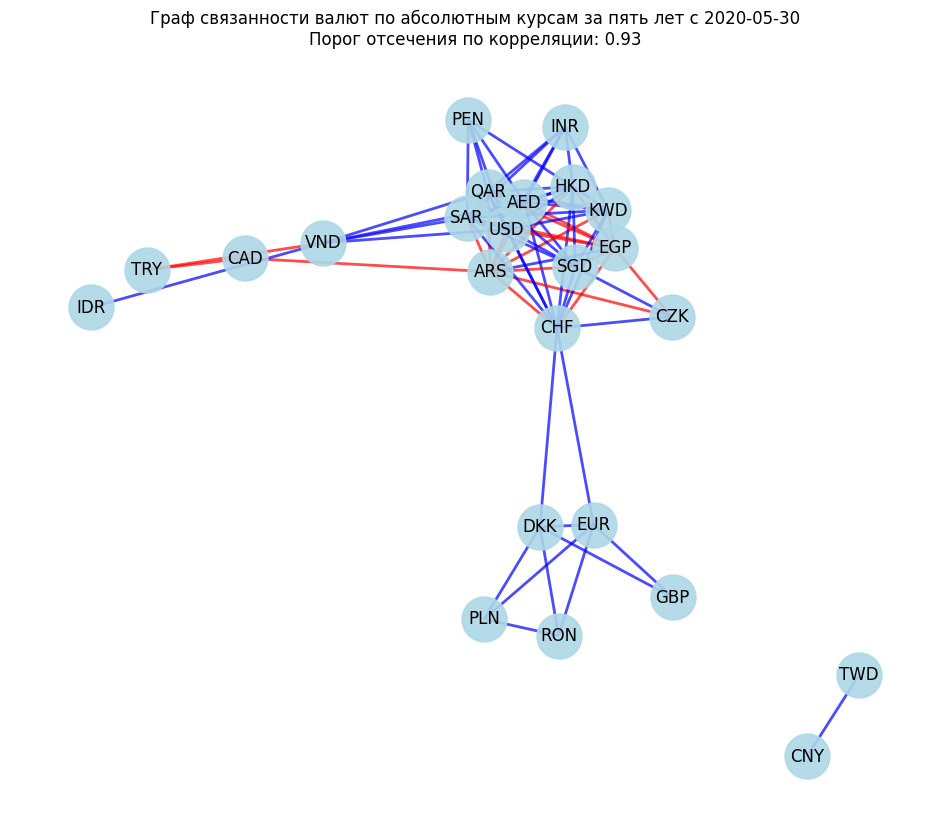 Граф связанности валют по абсолютным курсам за пять лет с 2020-05-30
Порог отсечения по корреляции: 0.93
PEN
INR
QAR
HKD
AED
SAR
KWD
USD
VND
EGP
CAD
SGD
TRY
ARS
IDR
CZK
CHF
DKK
EUR
GBP
PLN
RON
TWD
CNY